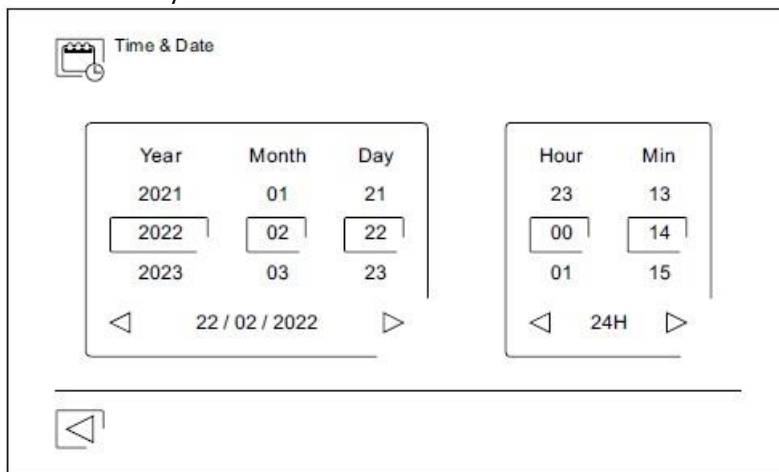 Time & Date
Year Month Day
2021 01 21
2022 02 22
2023 03 23
22 / 02 / 2022
Hour Min
23 13
00 14
01 15
24H